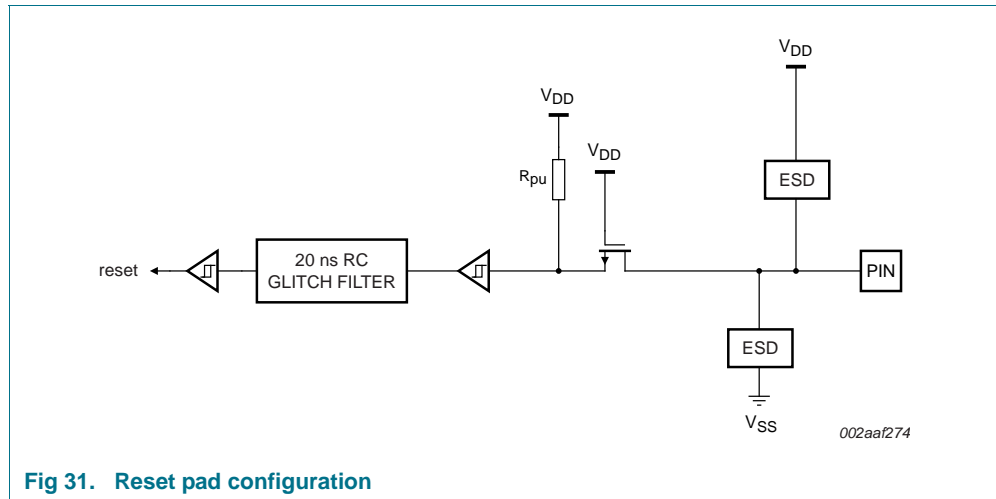 VDD
VDD
VDD
Rpu
ESD
reset
20 ns RC
GLITCH FILTER
PIN
ESD
VSS
002aaf274
Fig 31. Reset pad configuration